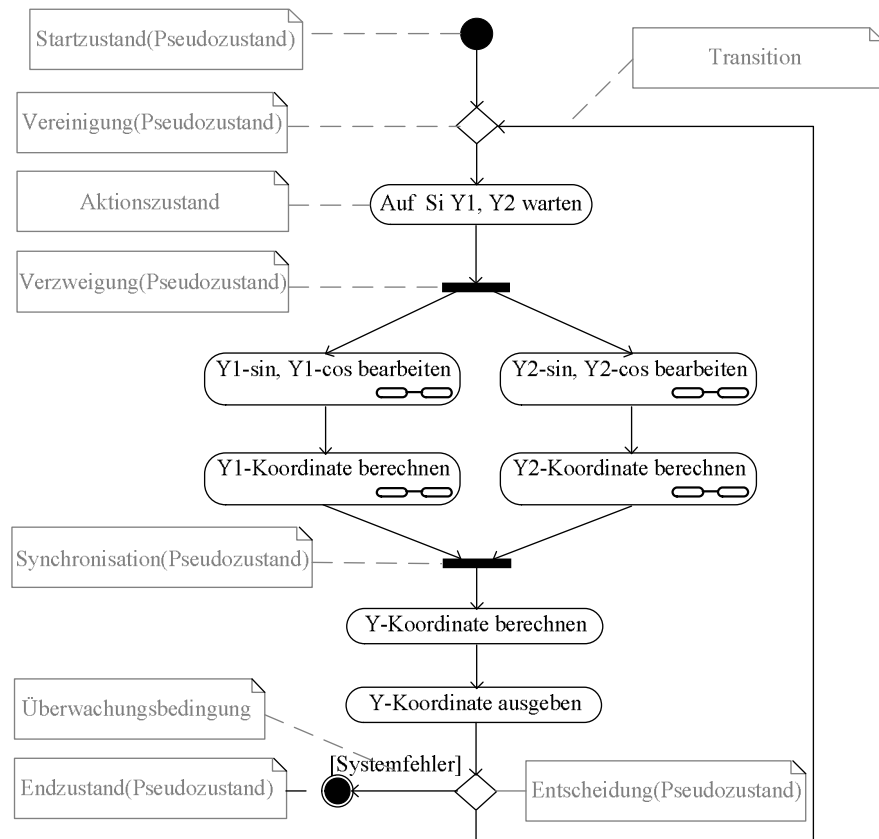 Startzustand(Pseudozustand)
Transition
Vereinigung(Pseudozustand)
Aktionszustand
Auf Si Y1, Y2 warten
Verzweigung(Pseudozustand)
Y1-sin, Y1-cos bearbeiten
Y2-sin, Y2-cos bearbeiten
Y1-Koordinate berechnen
Y2-Koordinate berechnen
Synchronisation(Pseudozustand)
Y-Koordinate berechnen
Y-Koordinate ausgeben
Überwachungsbedingung
[Systemfehler]
Endzustand(Pseudozustand)
Entscheidung(Pseudozustand)